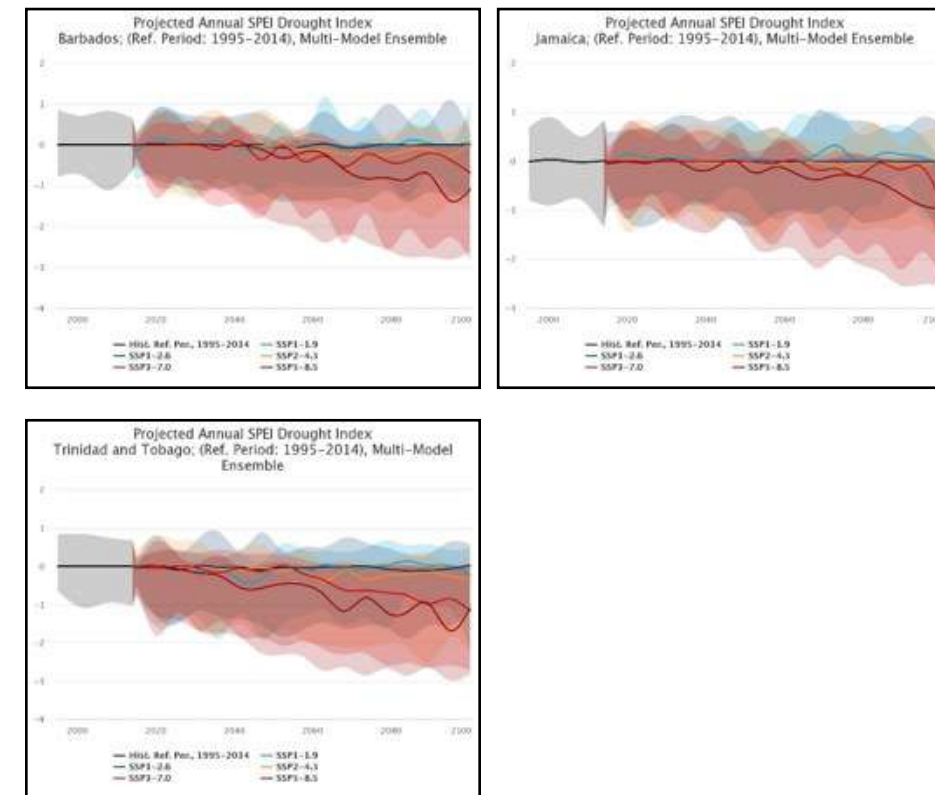 Projected Annual SPEI Drought Index
Barbados; (Ref. Period: 1995-2014), Multi-Model Ensemble
2
1
0
-1
-2
-3
-4
2000 2020 2040 2060 2080 2100
Hist. Ref. Per., 1995-2014 SSP1-1.9
SSP1-2.6 SSP2-4.5
SSP3-7.0 SSP5-8.5
Projected Annual SPEI Drought Index
Jamaica; (Ref. Period: 1995-2014), Multi-Model Ensemble
2
1
0
-1
-2
-3
2000 2020 2040 2060 2080
Hist. Ref. Per., 1995-2014 SSP1-1.9
SSP1-2.6 SSP2-4.5
SSP3-7.0 SSP5-8.5
Projected Annual SPEI Drought Index
Trinidad and Tobago; (Ref. Period: 1995-2014), Multi-Model
Ensemble
2
1
0
-1
-2
-3
-4
2000 2020 2040 2060 2080 2100
Hist. Ref. Per., 1995-2014 SSP1-1.9
SSP1-2.6 SSP2-4.5
SSP3-7.0 SSP5-8.5